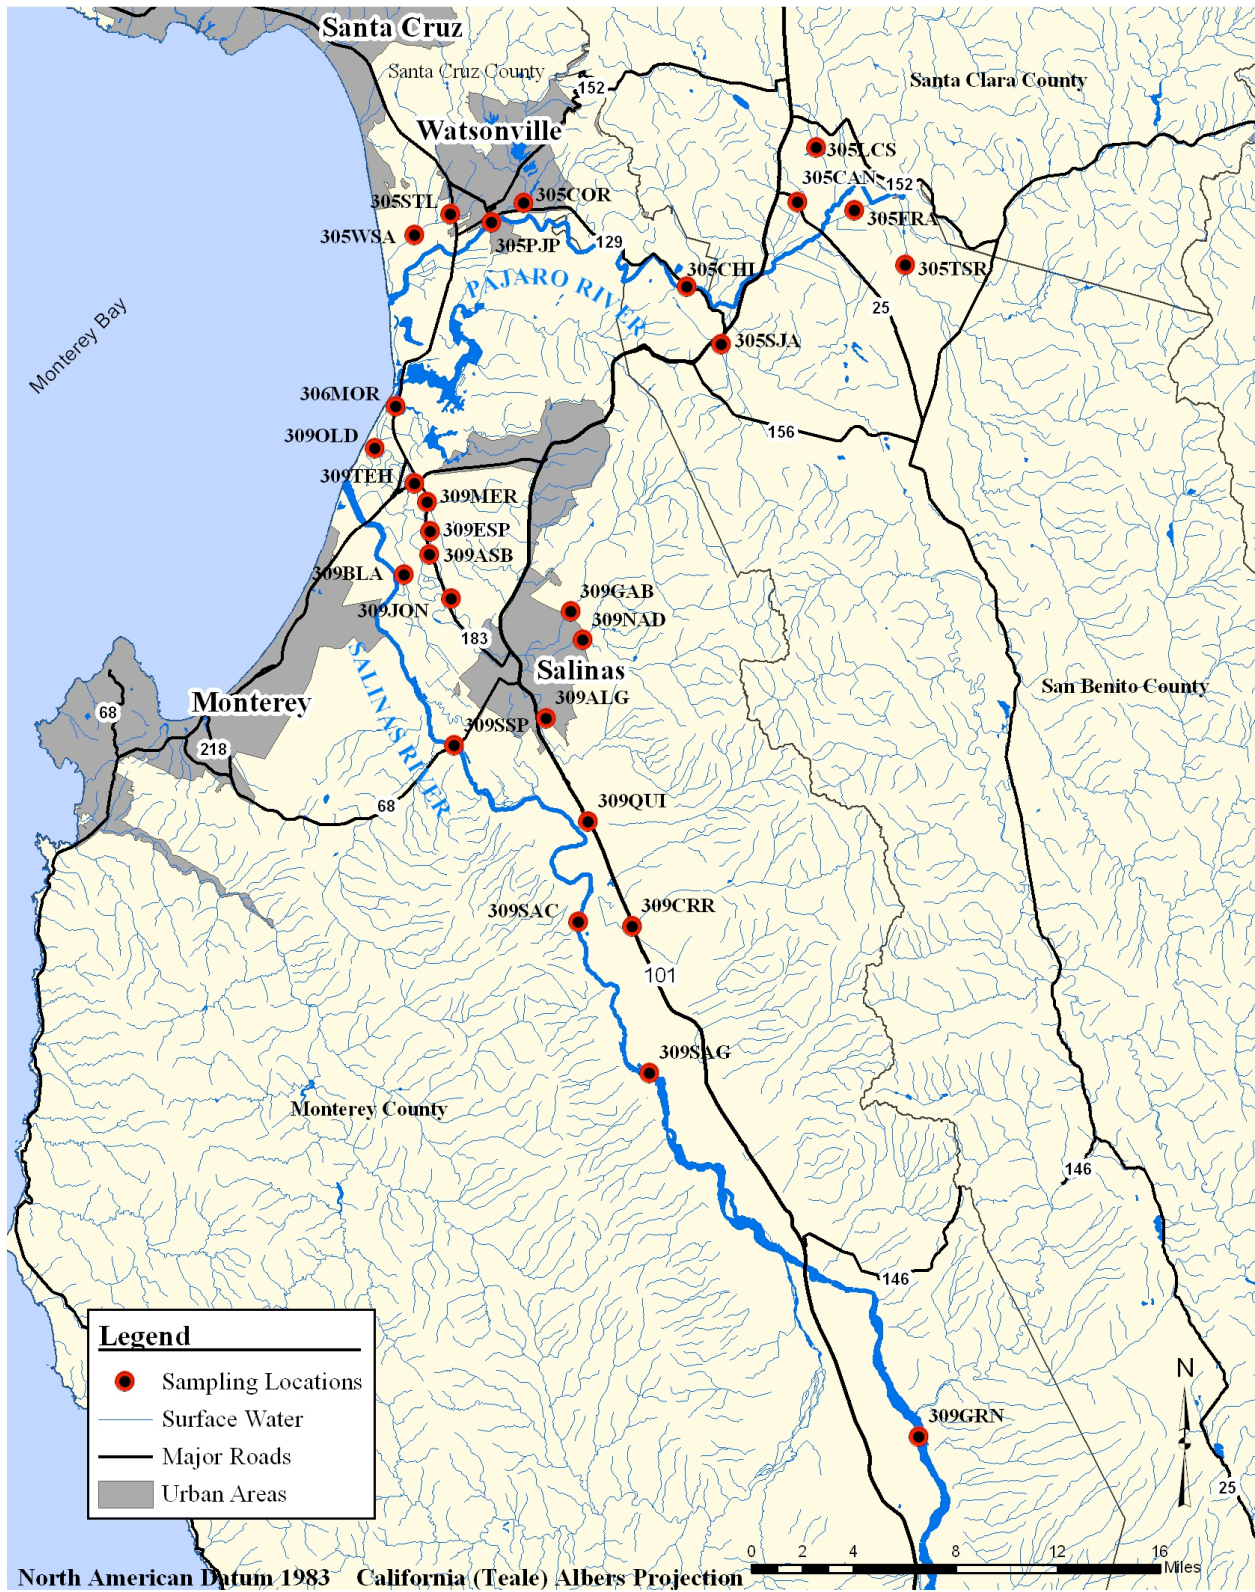 Santa Cruz
Santa Cruz County
Santa Clara County
152
Watsonville
305LCS
305CAN
152
305STL
305COR
305FRA
305WSA
305PJP
129
305CHI
305TSR
PAJARO RIVER
25
Monterey Bay
305SJA
306MOR
156
309OLD
309TEH
309MER
309ESP
309ASB
309BLA
309GAB
309JON
309NAD
183
Salinas
San Benito County
309ALG
Monterey
68
309SSP
218
SALINAS RIVER
68
309QUI
309SAC
309CRR
101
309SAG
Monterey County
146
146
Legend
Sampling Locations
Surface Water
Major Roads
Urban Areas
N
309GRN
25
0 2 4 8 12 16
Miles
North American Datum 1983 California (Teale) Albers Projection